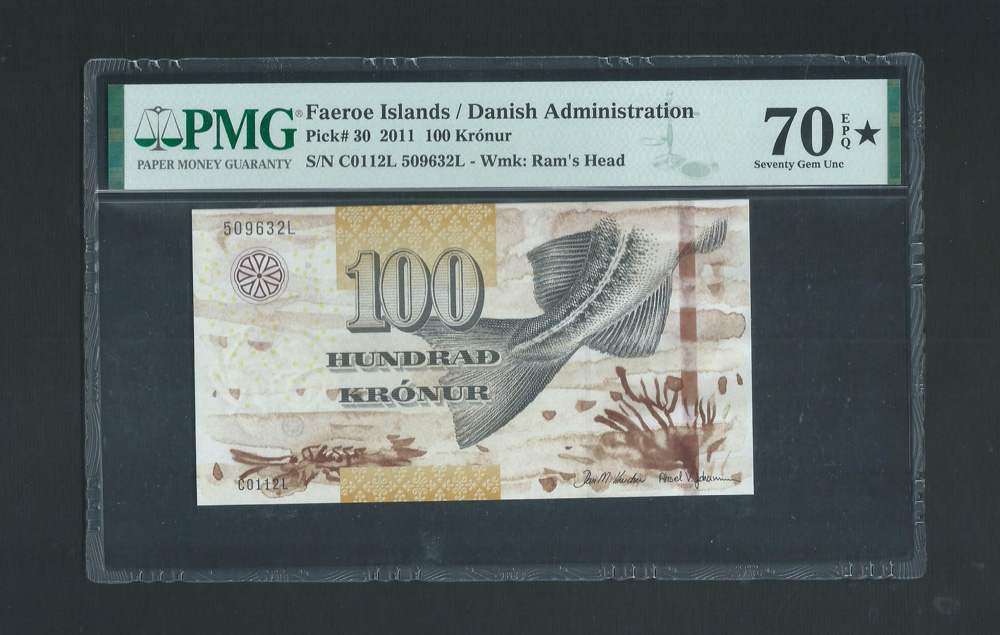 PMG®
PAPER MONEY GUARANTY
Faeroe Islands / Danish Administration
Pick# 30 2011 100 Krónur
S/N C0112L 509632L - Wmk: Ram's Head
70 EPQ ★
Seventy Gem Unc
509632L
100
HUNDRAÐ
KRÓNUR
C0112L